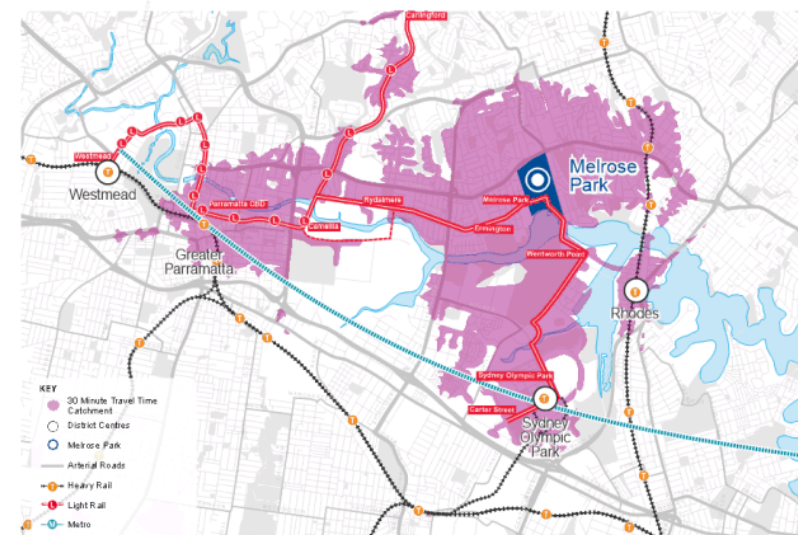 Carlingford
Westmead
Westmead
Parramatta CBD
Rydalmere
Camellia
Greater
Parramatta
Melrose
Park
Melrose Park
Ermington
Wentworth Point
Rhodes
Sydney Olympic Park
Carter Street
Sydney
Olympic
Park
KEY
30 Minute Travel Time
Catchment
District Centres
Melrose Park
Arterial Roads
T Heavy Rail
L Light Rail
M Metro